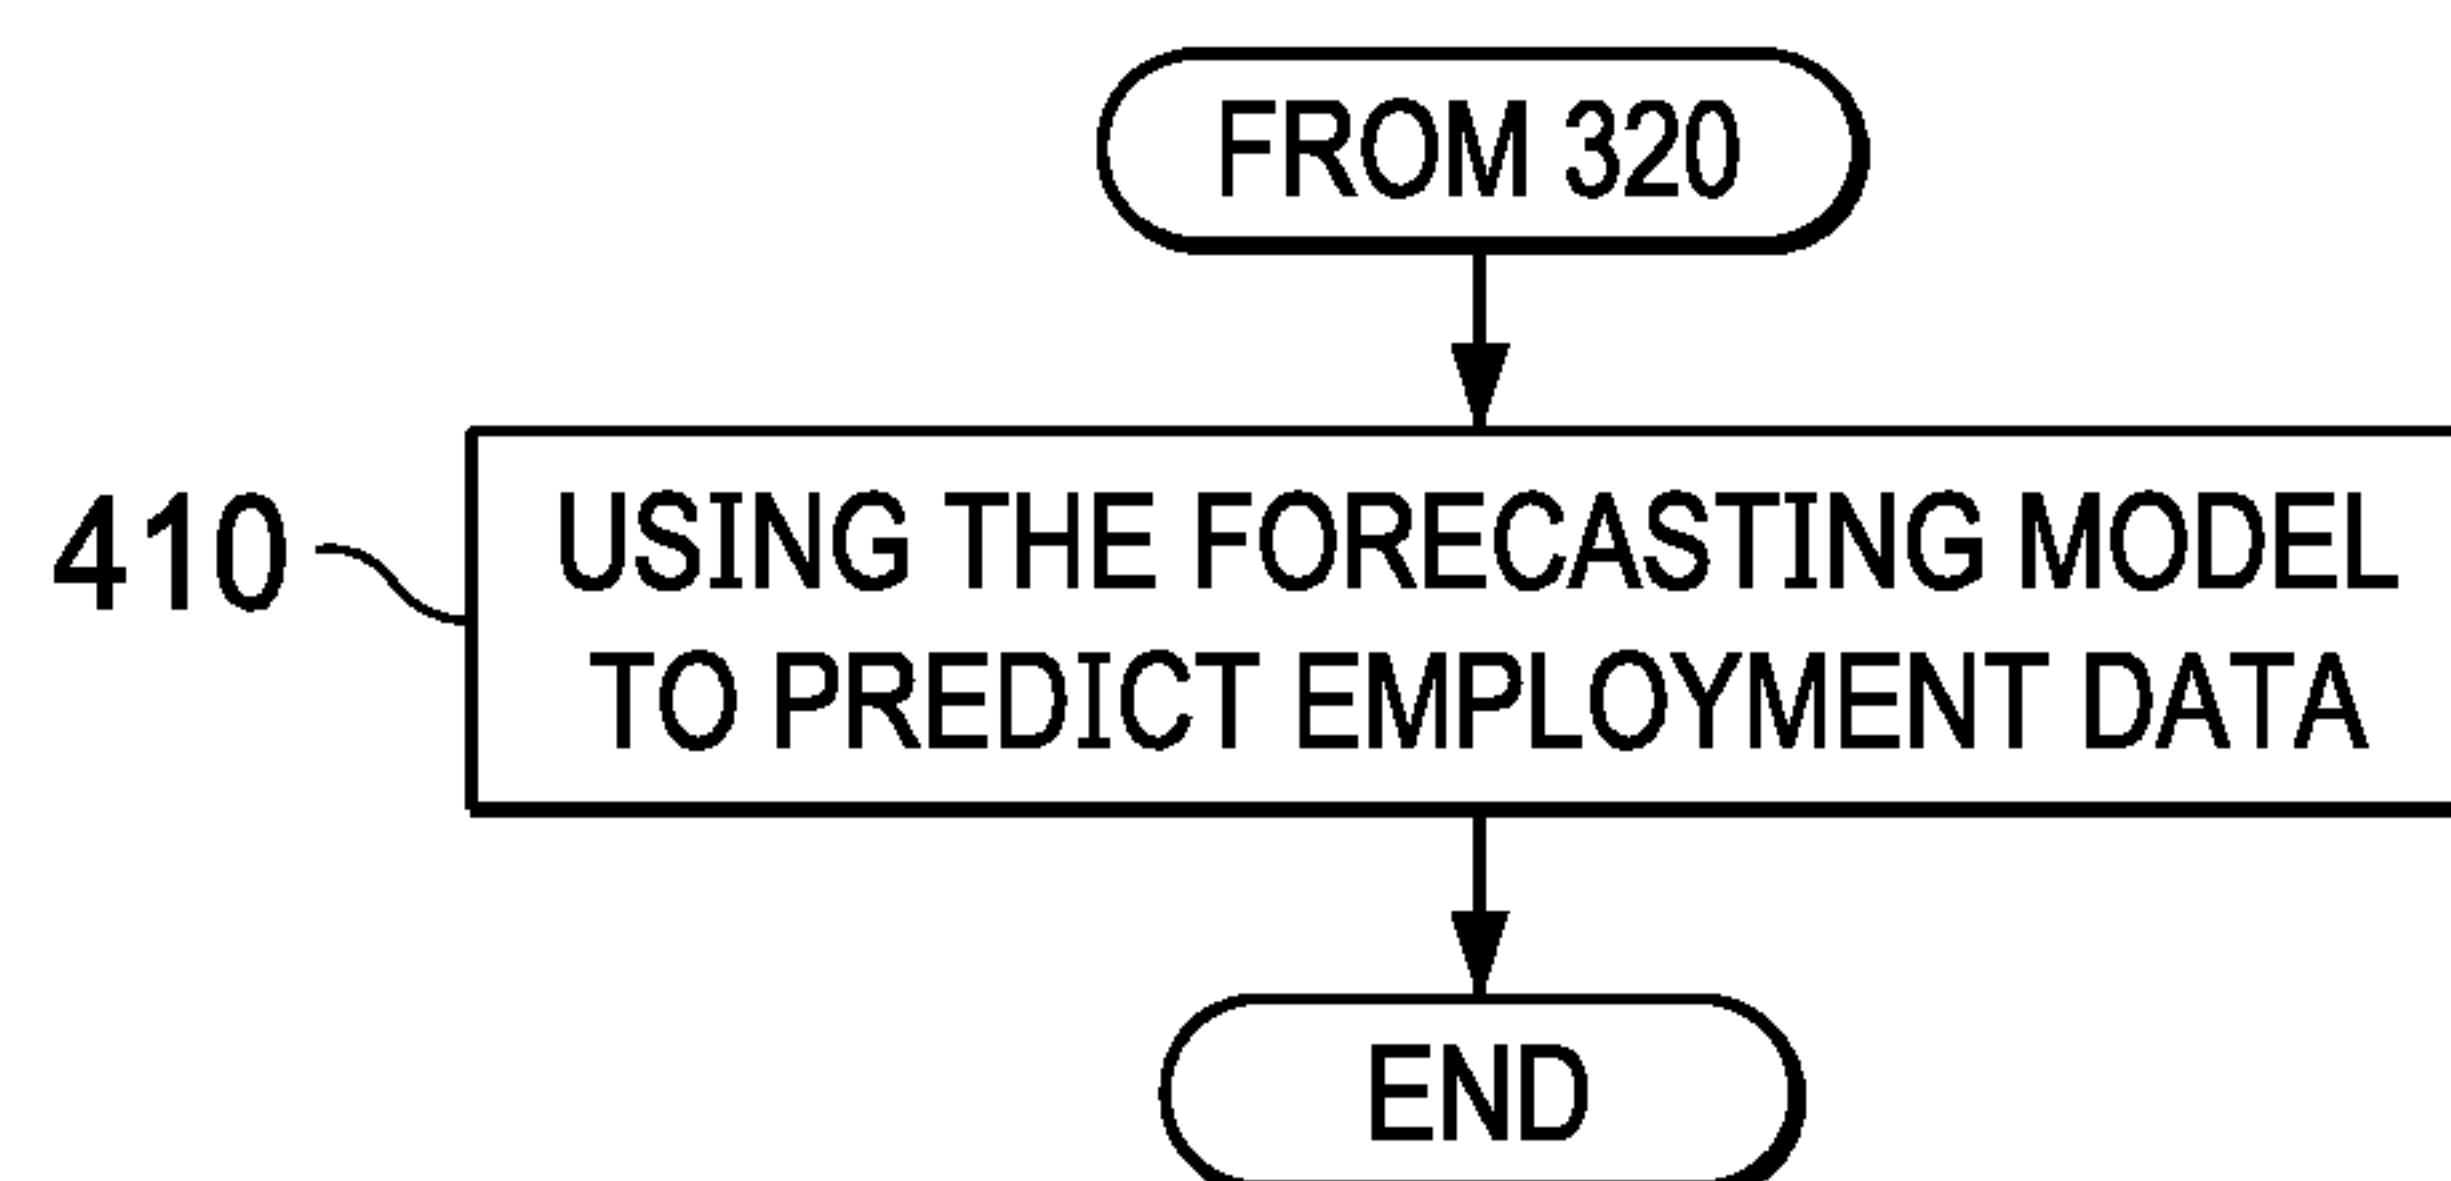 FROM 320
410
USING THE FORECASTING MODEL
TO PREDICT EMPLOYMENT DATA
END